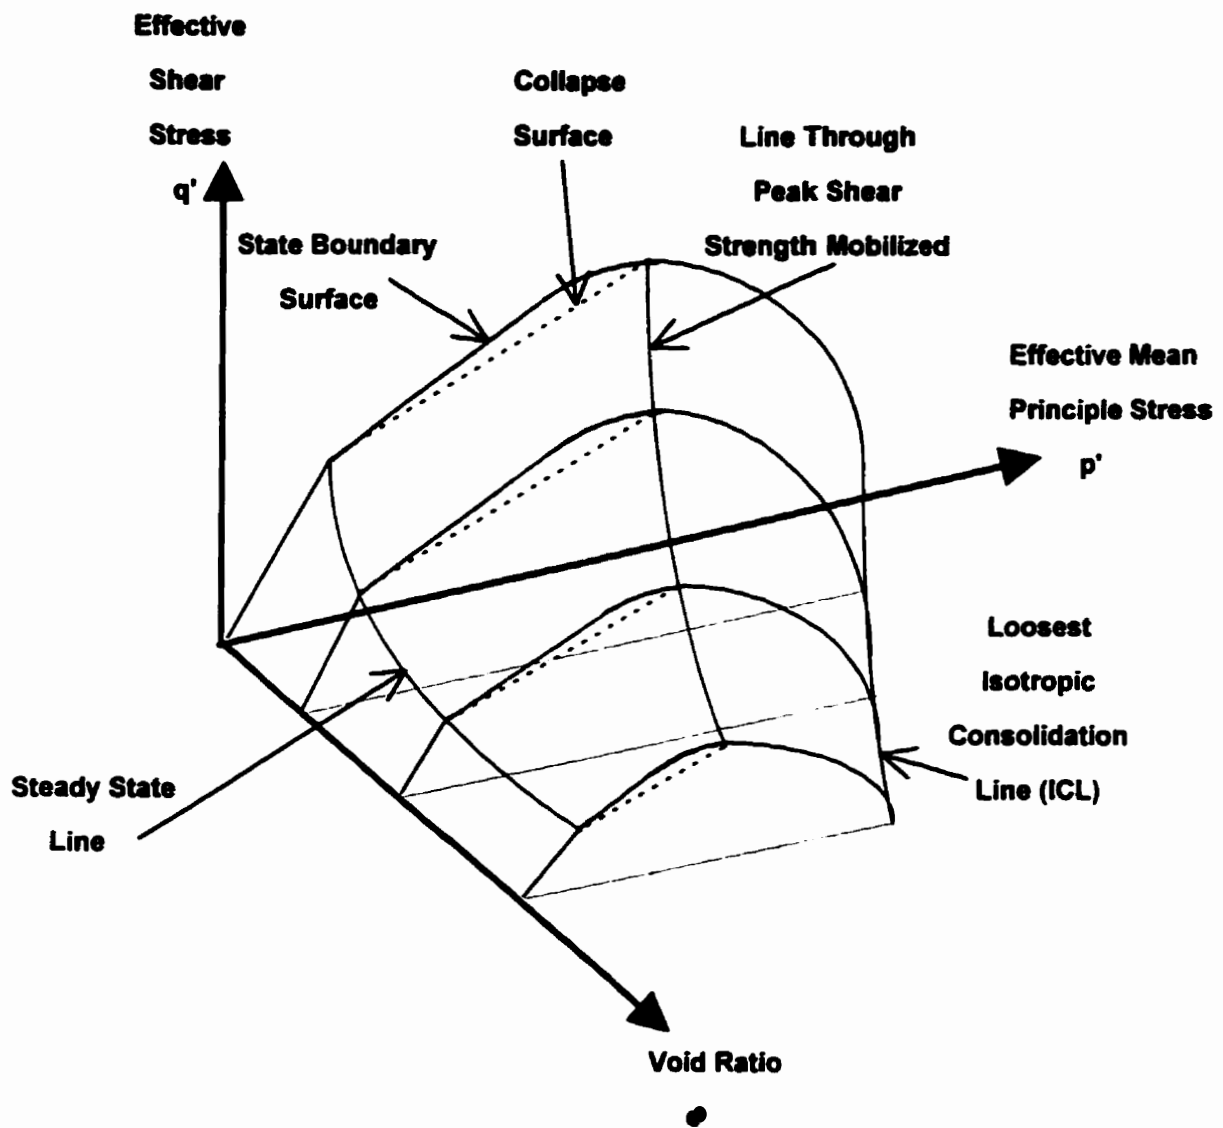 Effective
Shear
Stress
q'
Collapse
Surface
Line Through
Peak Shear
Strength Mobilized
State Boundary
Surface
Effective Mean
Principle Stress
p'
Loosest
Isotropic
Consolidation
Line (ICL)
Steady State
Line
Void Ratio